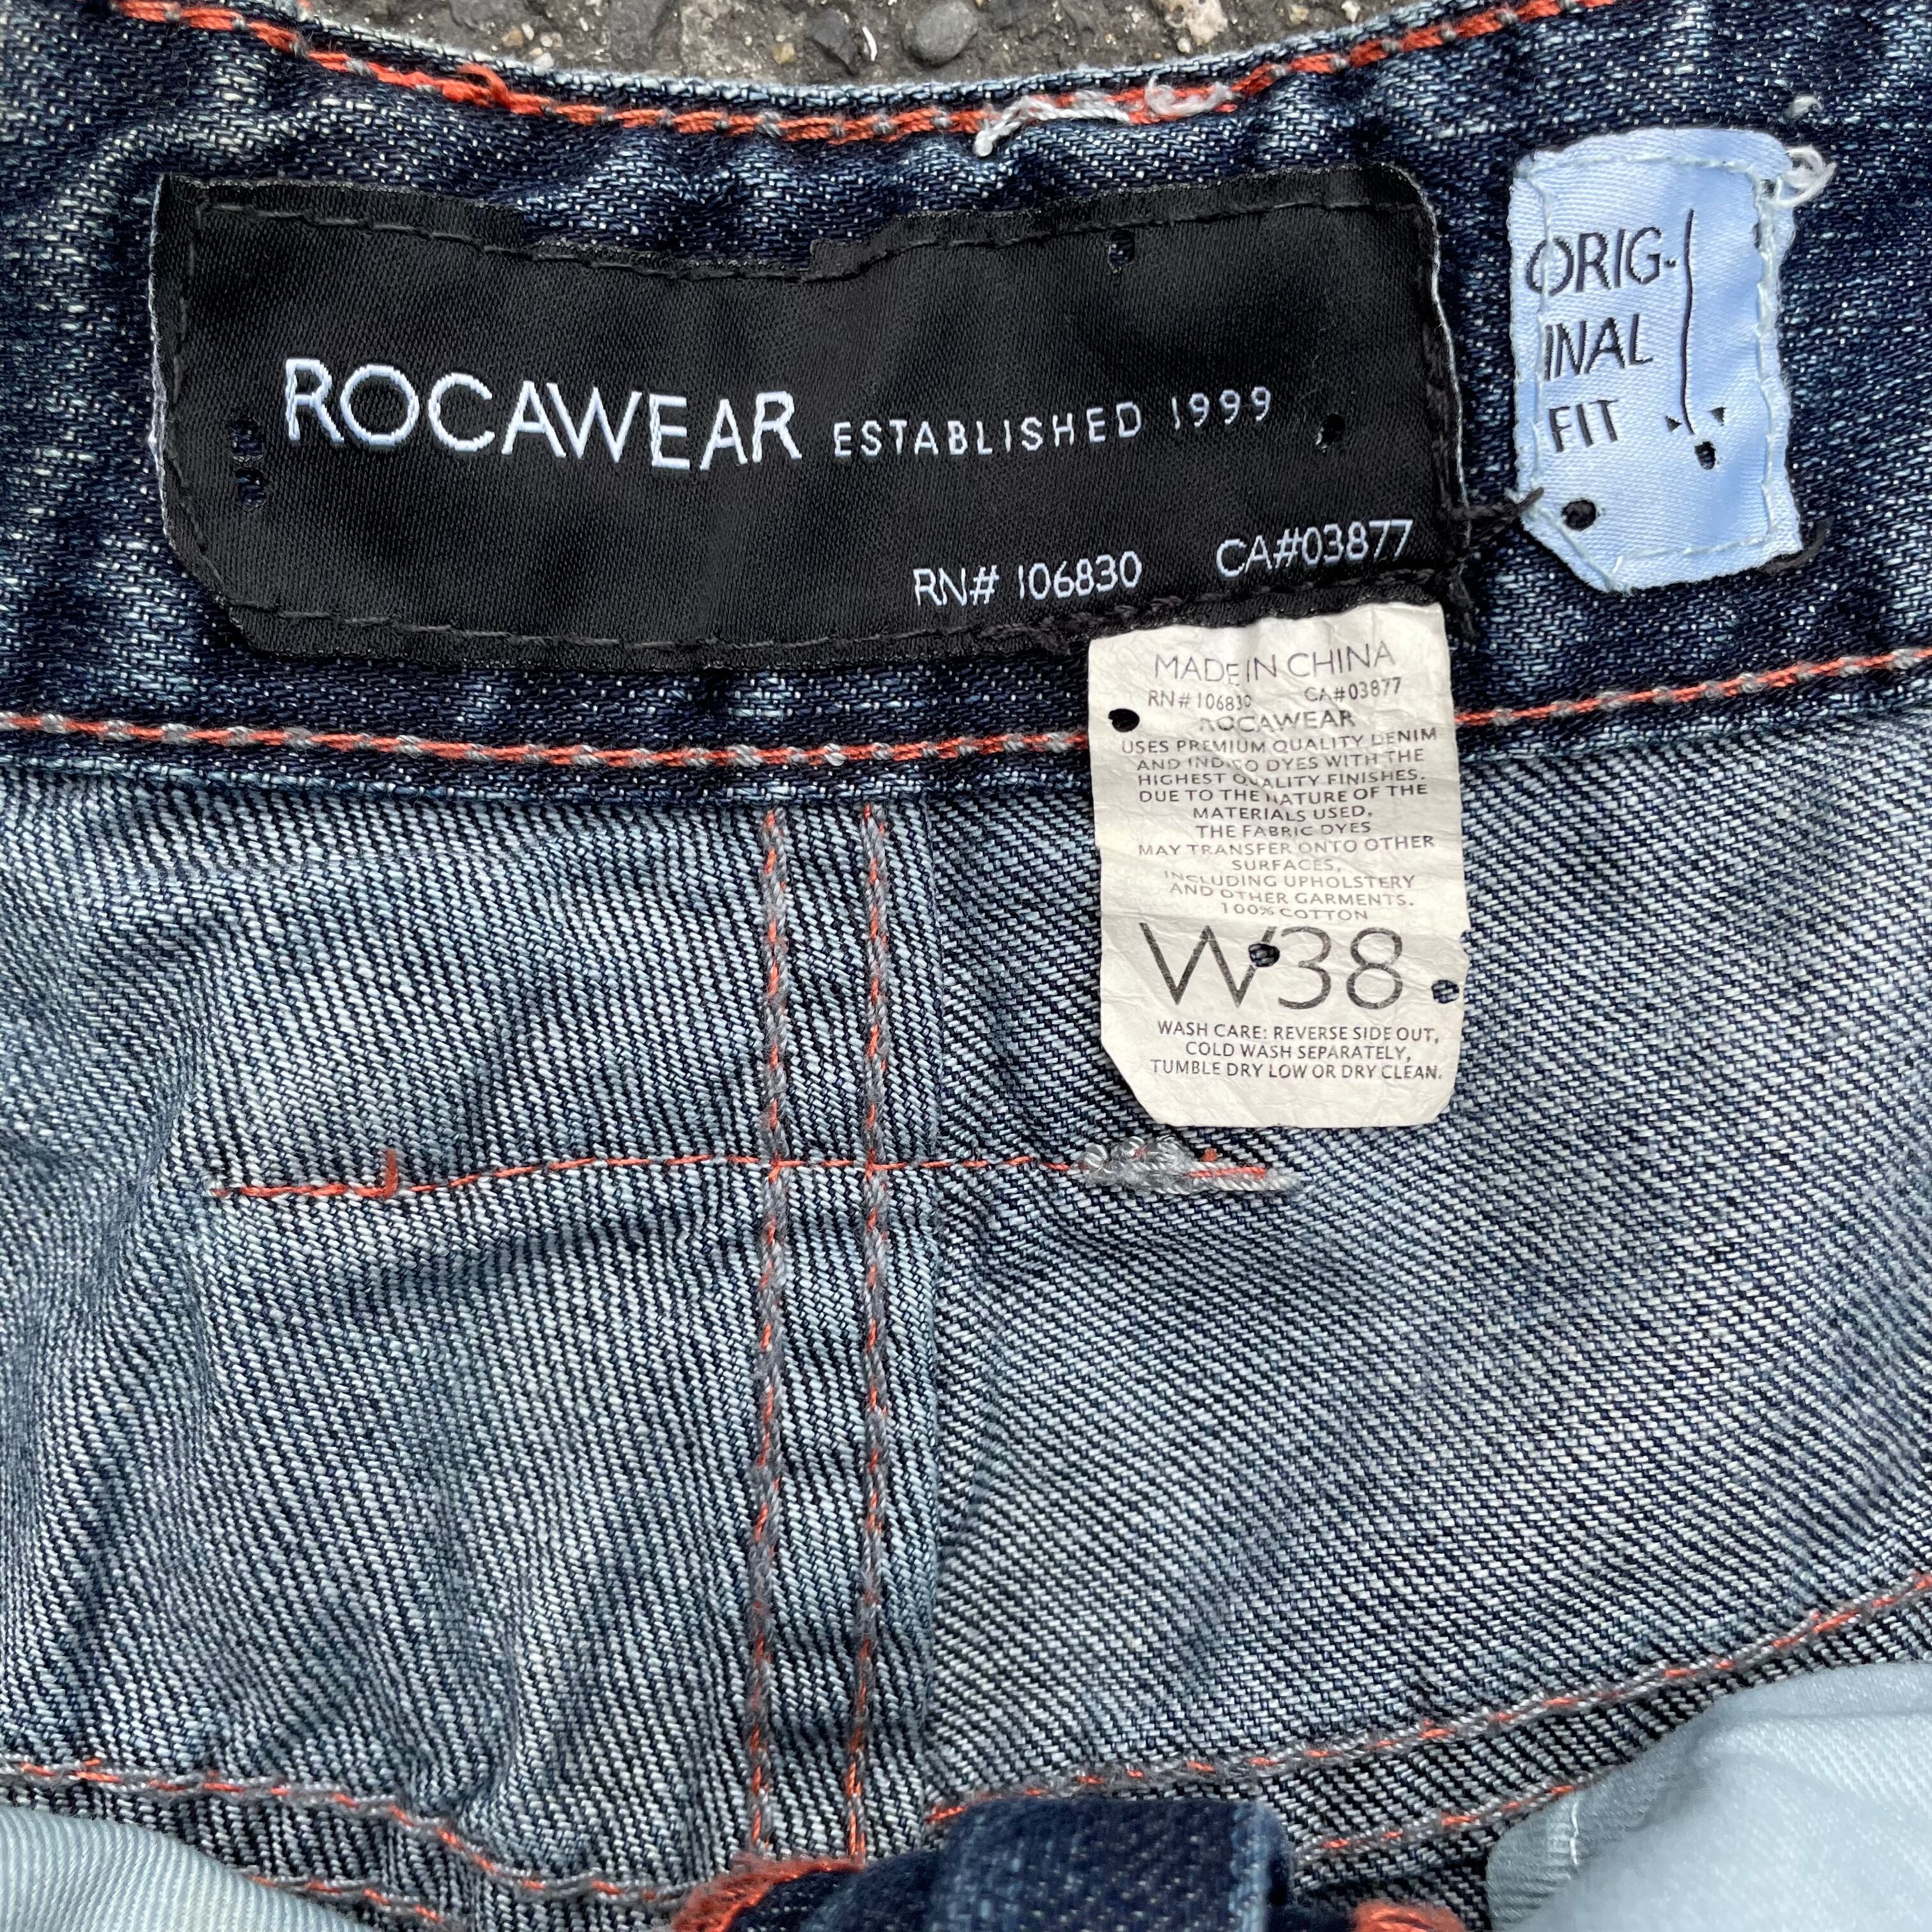 ROCAWEAR ESTABLISHED 1999
RN# 106830 CA#03877
ORIG-
INAL
FIT
MADE IN CHINA
RN# 106830 CA#03877
ROCAWEAR
USES PREMIUM QUALITY DENIM
AND INDIGO DYES WITH THE
HIGHEST QUALITY FINISHES.
DUE TO THE NATURE OF THE
MATERIALS USED,
THE FABRIC DYES
MAY TRANSFER ONTO OTHER
SURFACES,
INCLUDING UPHOLSTERY
AND OTHER GARMENTS.
100% COTTON
W38
WASH CARE: REVERSE SIDE OUT,
COLD WASH SEPARATELY,
TUMBLE DRY LOW OR DRY CLEAN.